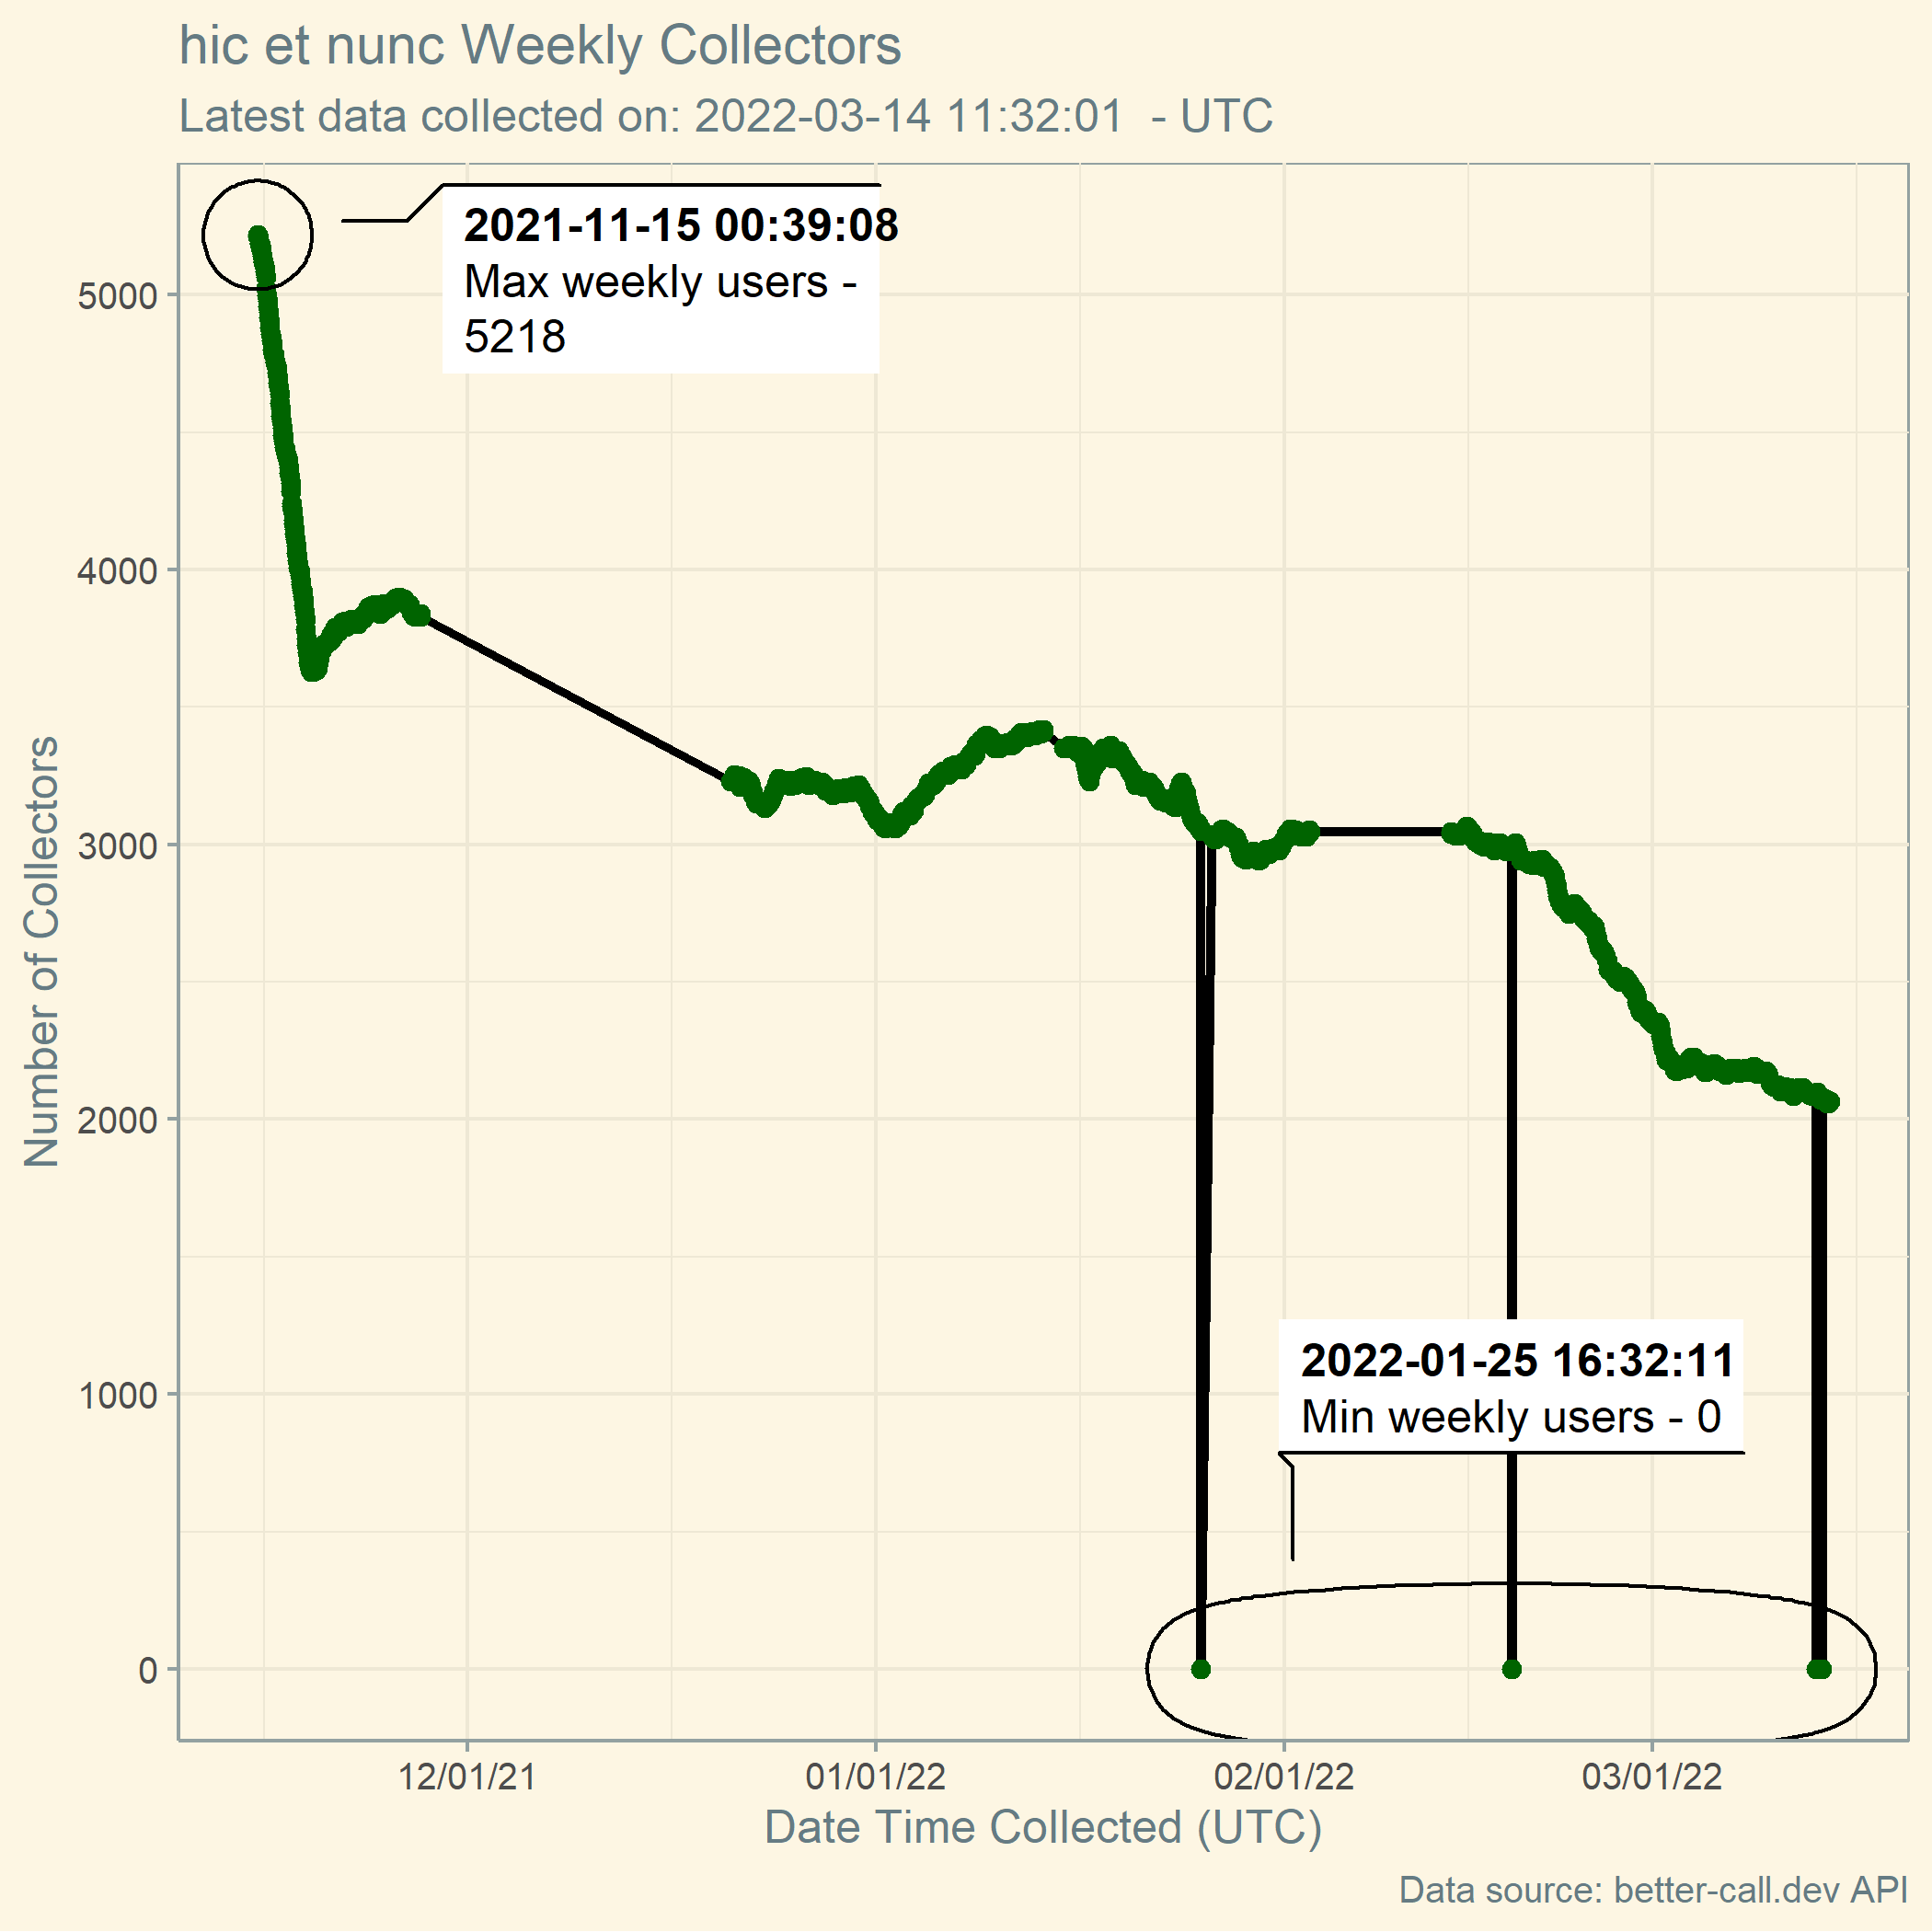 hic et nunc Weekly Collectors
Latest data collected on: 2022-03-14 11:32:01  - UTC
2021-11-15 00:39:08
Max weekly users -
5218
5000
4000
3000
2000
1000
0
Number of Collectors
2022-01-25 16:32:11
Min weekly users - 0
12/01/21 01/01/22 02/01/22 03/01/22
Date Time Collected (UTC)
Data source: better-call.dev API